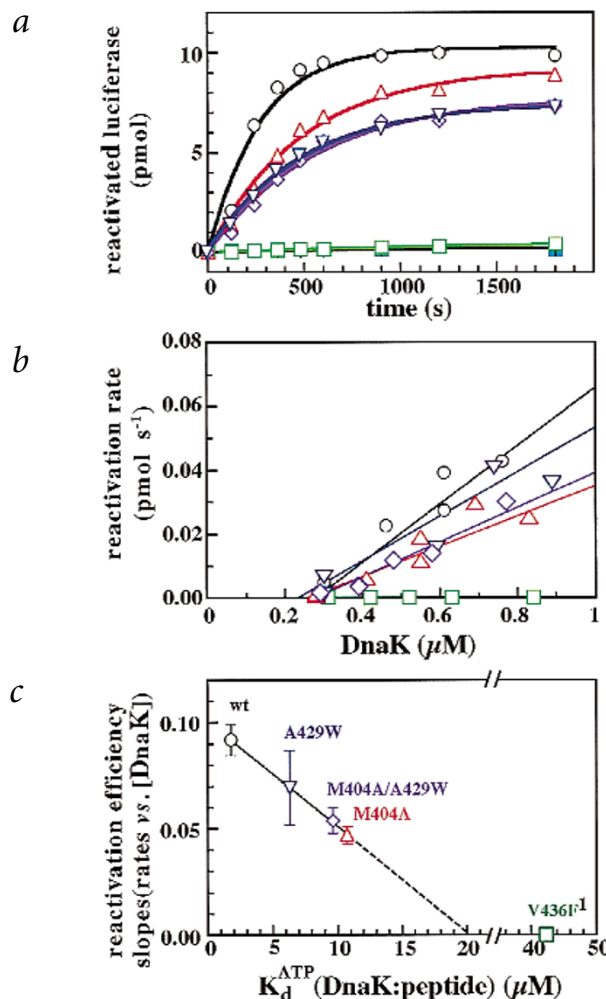 a
reactivated luciferase
(pmol)
10
5
0
0 500 1000 1500
time (s)
b
reactivation rate
(pmol s⁻¹)
0.08
0.06
0.04
0.02
0.00
0 0.2 0.4 0.6 0.8 1
DnaK (µM)
c
reactivation efficiency
slopes(rates vs. [DnaK]
0.10
0.05
0.00
wt
A429W
M404A/A429W
M404A
V436F¹
0 5 10 15 20 40 50
K_d^ATP(DnaK:peptide) (µM)